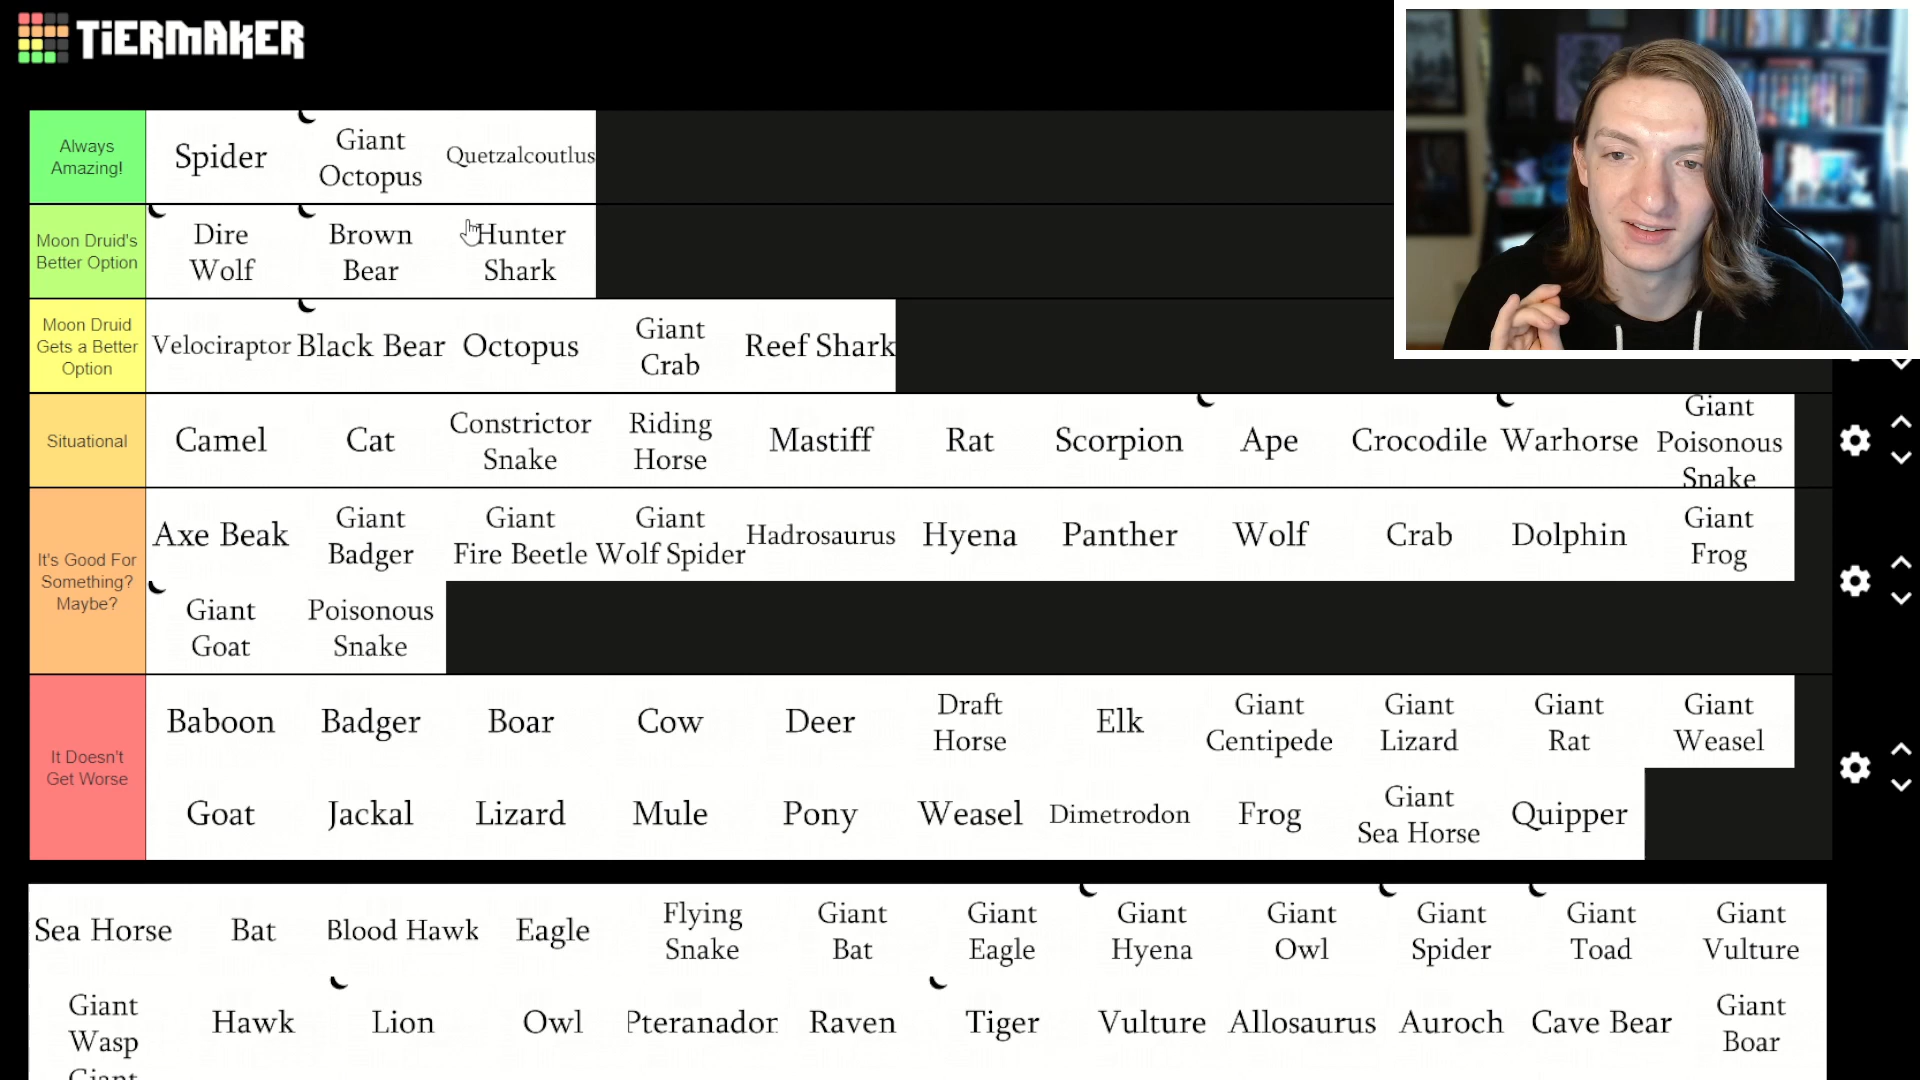 TiERMAKER
Always
Amazing!
Spider
Giant
Octopus
Quetzalcoutlus
Moon Druid's
Better Option
Dire
Wolf
Brown
Bear
Hunter
Shark
Moon Druid
Gets a Better
Option
Velociraptor
Black Bear
Octopus
Giant
Crab
Reef Shark
Situational
Camel
Cat
Constrictor
Snake
Riding
Horse
Mastiff
Rat
Scorpion
Ape
Crocodile
Warhorse
Giant
Poisonous
Snake
It's Good For
Something?
Maybe?
Axe Beak
Giant
Badger
Giant
Fire Beetle
Giant
Wolf Spider
Hadrosaurus
Hyena
Panther
Wolf
Crab
Dolphin
Giant
Frog
Giant
Goat
Poisonous
Snake
It Doesn't
Get Worse
Baboon
Badger
Boar
Cow
Deer
Draft
Horse
Elk
Giant
Centipede
Giant
Lizard
Giant
Rat
Giant
Weasel
Goat
Jackal
Lizard
Mule
Pony
Weasel
Dimetrodon
Frog
Giant
Sea Horse
Quipper
Sea Horse
Bat
Blood Hawk
Eagle
Flying
Snake
Giant
Bat
Giant
Eagle
Giant
Hyena
Giant
Owl
Giant
Spider
Giant
Toad
Giant
Vulture
Giant
Wasp
Hawk
Lion
Owl
Pteranador
Raven
Tiger
Vulture
Allosaurus
Auroch
Cave Bear
Giant
Boar
Giant